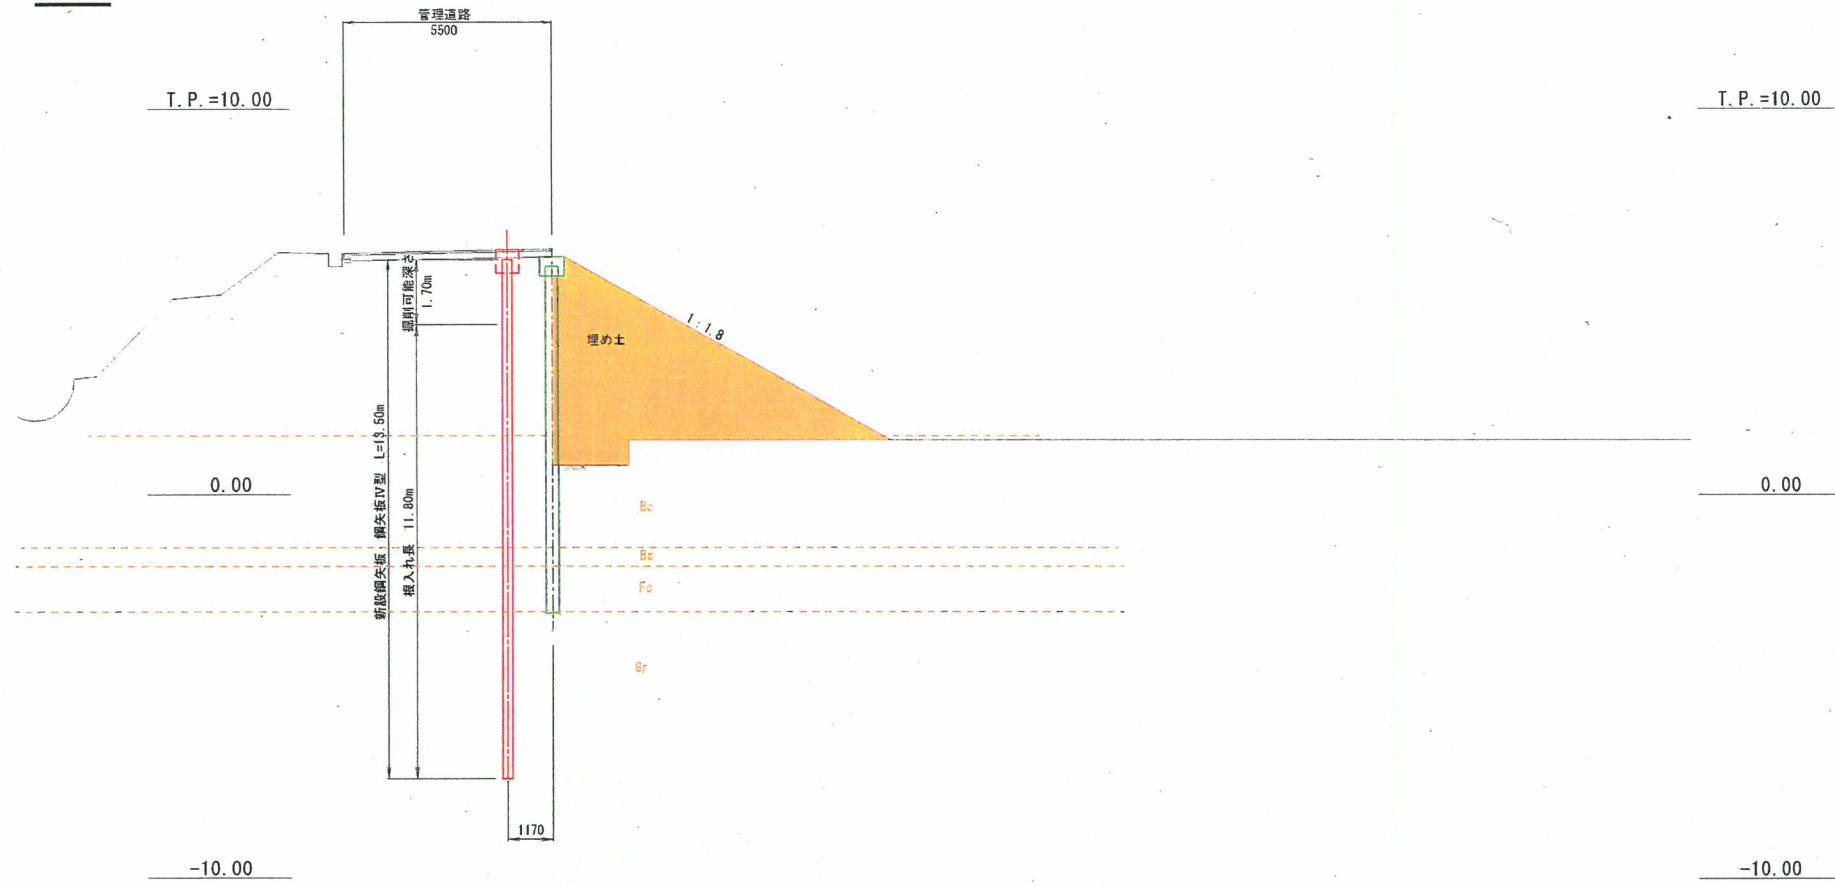 管理道路
5500
T.P.=10.00
T.P.=10.00
掘削可能深さ
1.70m
1:1.8
埋め土
新設鋼矢板 鋼矢板Ⅳ型 L=13.50m
根入れ長 11.80m
0.00
0.00
Bc
Bs
Fc
Gr
1170
-10.00
-10.00